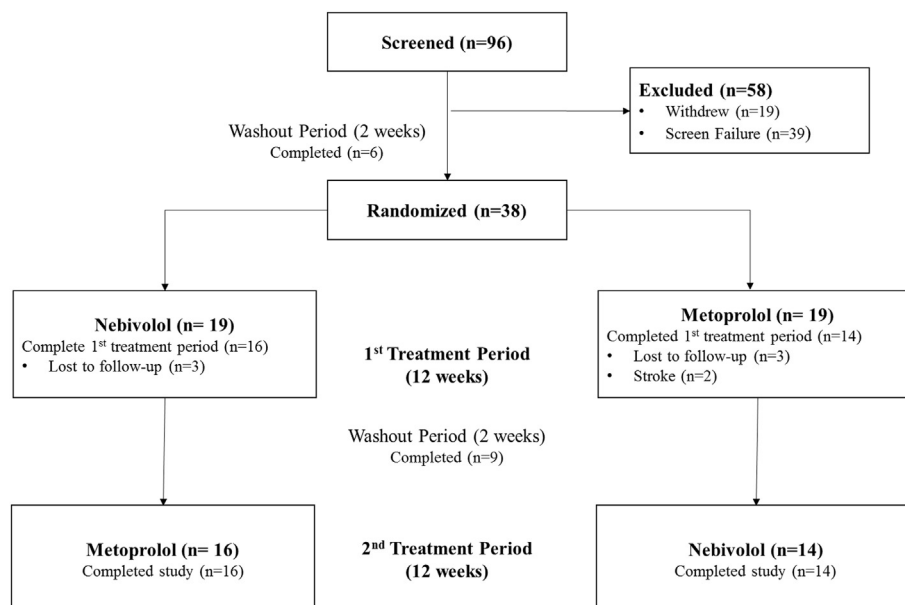 Screened (n=96)
Excluded (n=58)
• Withdrew (n=19)
• Screen Failure (n=39)
Washout Period (2 weeks)
Completed (n=6)
Randomized (n=38)
Nebivolol (n= 19)
Complete 1st treatment period (n=16)
• Lost to follow-up (n=3)
1st Treatment Period
(12 weeks)
Metoprolol (n= 19)
Completed 1st treatment period (n=14)
• Lost to follow-up (n=3)
• Stroke (n=2)
Washout Period (2 weeks)
Completed (n=9)
Metoprolol (n= 16)
Completed study (n=16)
2nd Treatment Period
(12 weeks)
Nebivolol (n=14)
Completed study (n=14)